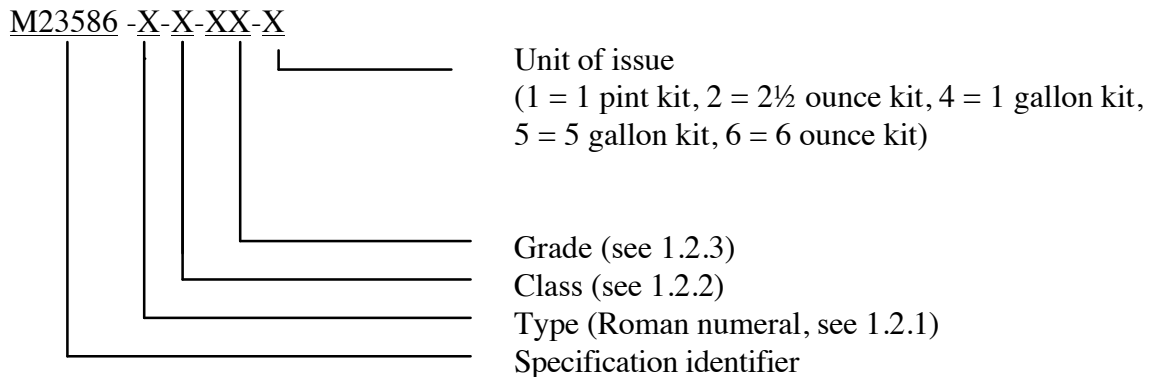 M23586 -X-X-XX-X
Unit of issue
(1 = 1 pint kit, 2 = 2½ ounce kit, 4 = 1 gallon kit,
5 = 5 gallon kit, 6 = 6 ounce kit)
Grade (see 1.2.3)
Class (see 1.2.2)
Type (Roman numeral, see 1.2.1)
Specification identifier